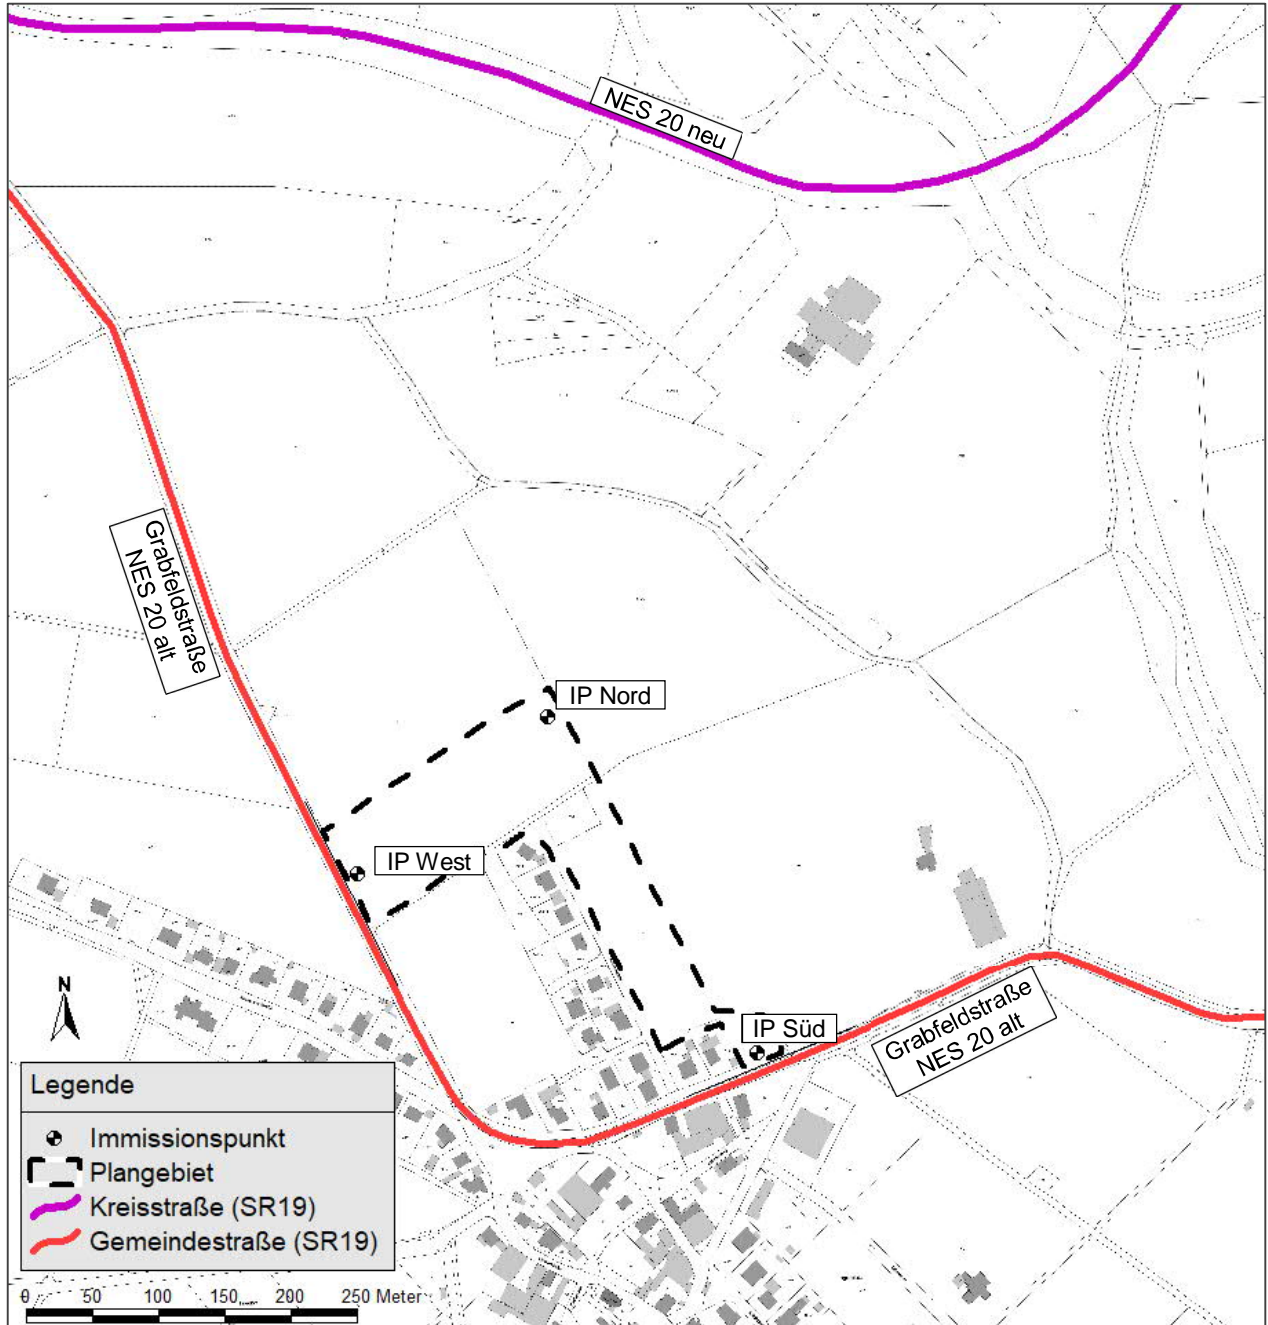 NES 20 neu
Grabfeldstraße
NES 20 alt
IP Nord
IP West
IP Süd
Grabfeldstraße
NES 20 alt
N
Legende
Immissionspunkt
Plangebiet
Kreisstraße (SR19)
Gemeindestraße (SR19)
0 50 100 150 200 250 Meter